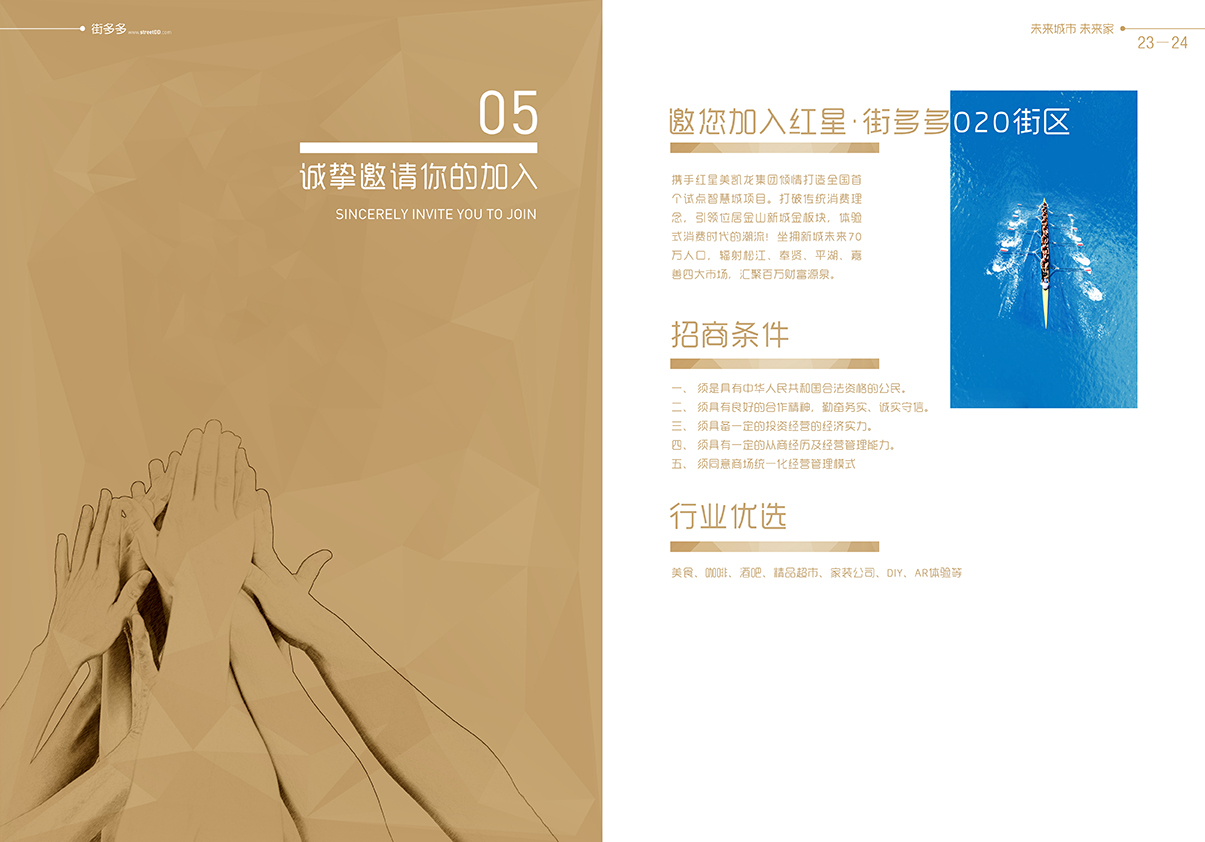 街多多 www.streetDD.com
05
诚挚邀请你的加入
SINCERELY INVITE YOU TO JOIN
未来城市 未来家
23—24
邀您加入红星·街多多O2O街区
携手红星美凯龙集团倾情打造全国首
个试点智慧城项目。打破传统消费理
念，引领位居金山新城金板块，体验
式消费时代的潮流！坐拥新城未来70
万人口，辐射松江、奉贤、平湖、嘉
兽四大市场，汇聚百万财富源泉。
招商条件
一、 须是具有中华人民共和国合法资格的公民。
二、 须具有良好的合作精神，勤奋务实、诚实守信。
三、 须具备一定的投资经营的经济实力。
四、 须具有一定的从商经历及经营管理能力。
五、 须同意商场统一化经营管理模式
行业优选
美食、咖啡、酒吧、精品超市、家装公司、DIY、AR体验等